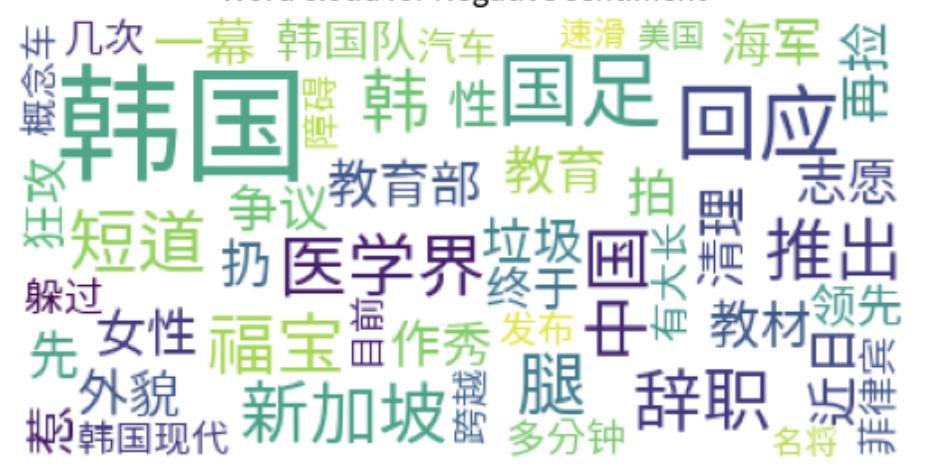 Word Cloud for Negative Sentiment
概念车
几次
一幕
韩国队
汽车
速滑
美国
海军
再捡
韩国
障碍
韩
性
国足
回应
狂攻
争议
教育部
教育
拍
清理
志愿
短道
扔
医学界
垃圾
终于
中国
有大长
推出
躲过
女性
福宝
目前
作秀
发布
教材
领先
先
外貌
新加坡
跨越
腿
辞职
近日
菲律宾
韩国现代
多分钟
名将